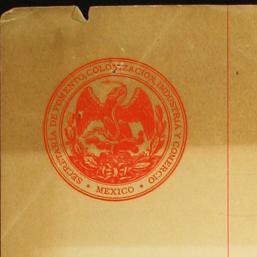 SECRETARIA DE FOMENTO, COLONIZACION, INDUSTRIA Y COMERCIO
· MEXICO ·